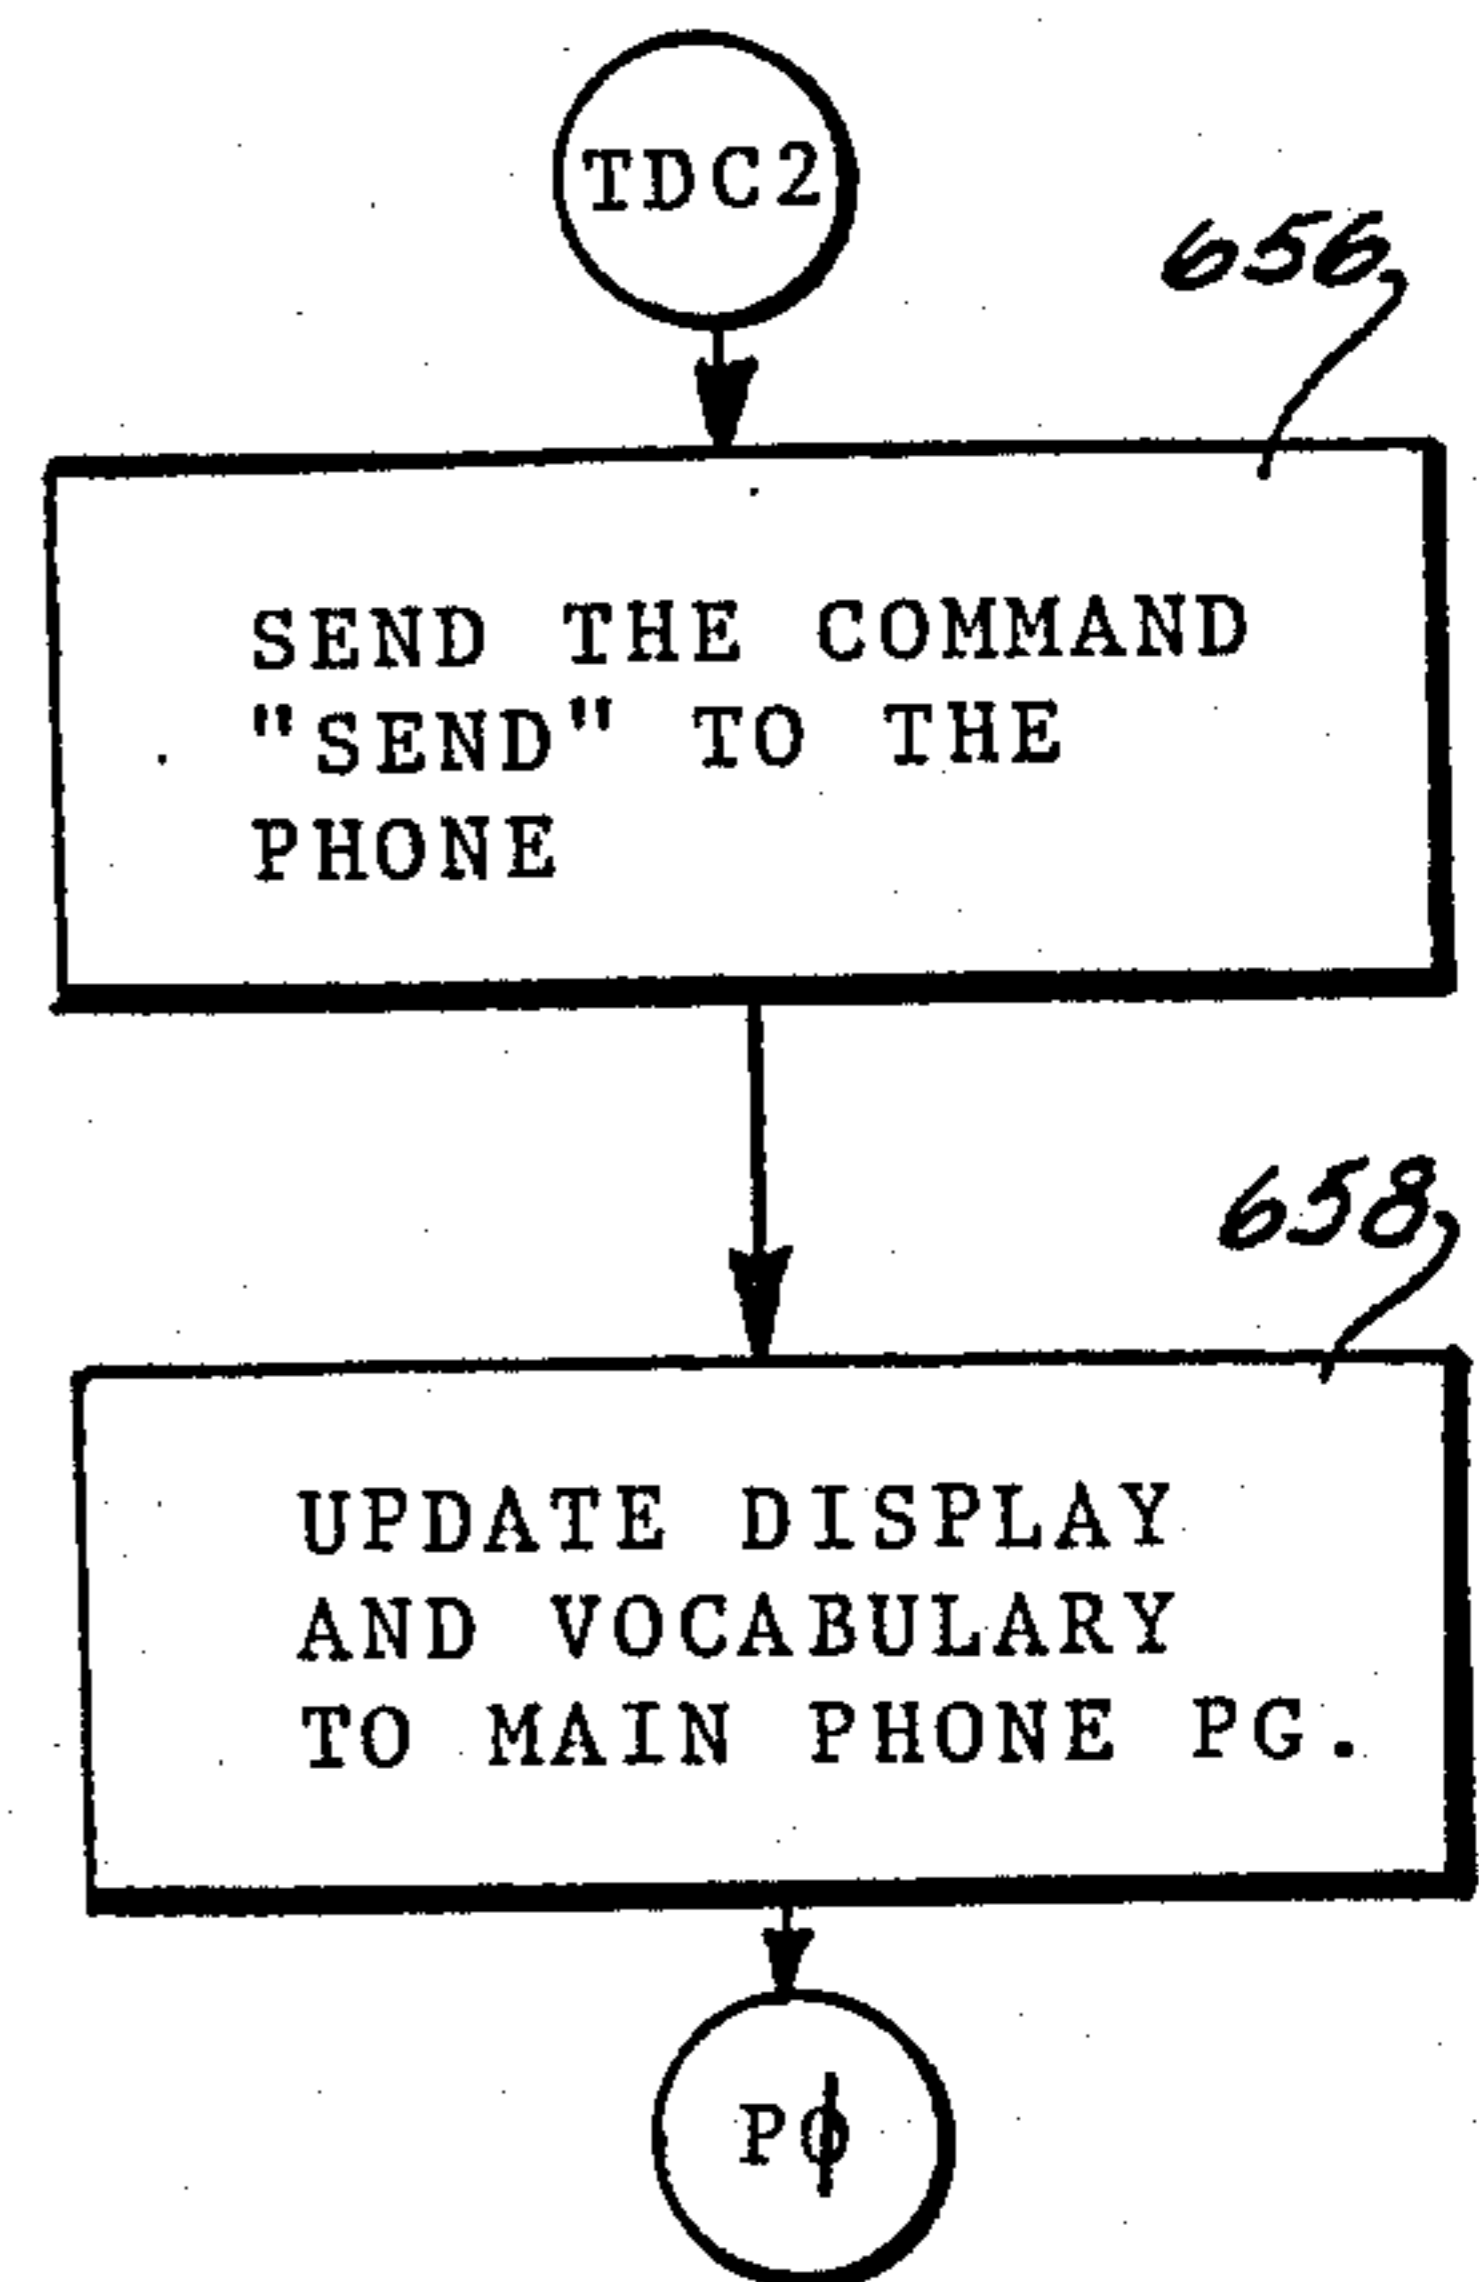 TDC2
656
SEND THE COMMAND
"SEND" TO THE
PHONE
658
UPDATE DISPLAY
AND VOCABULARY
TO MAIN PHONE PG.
Pϕ